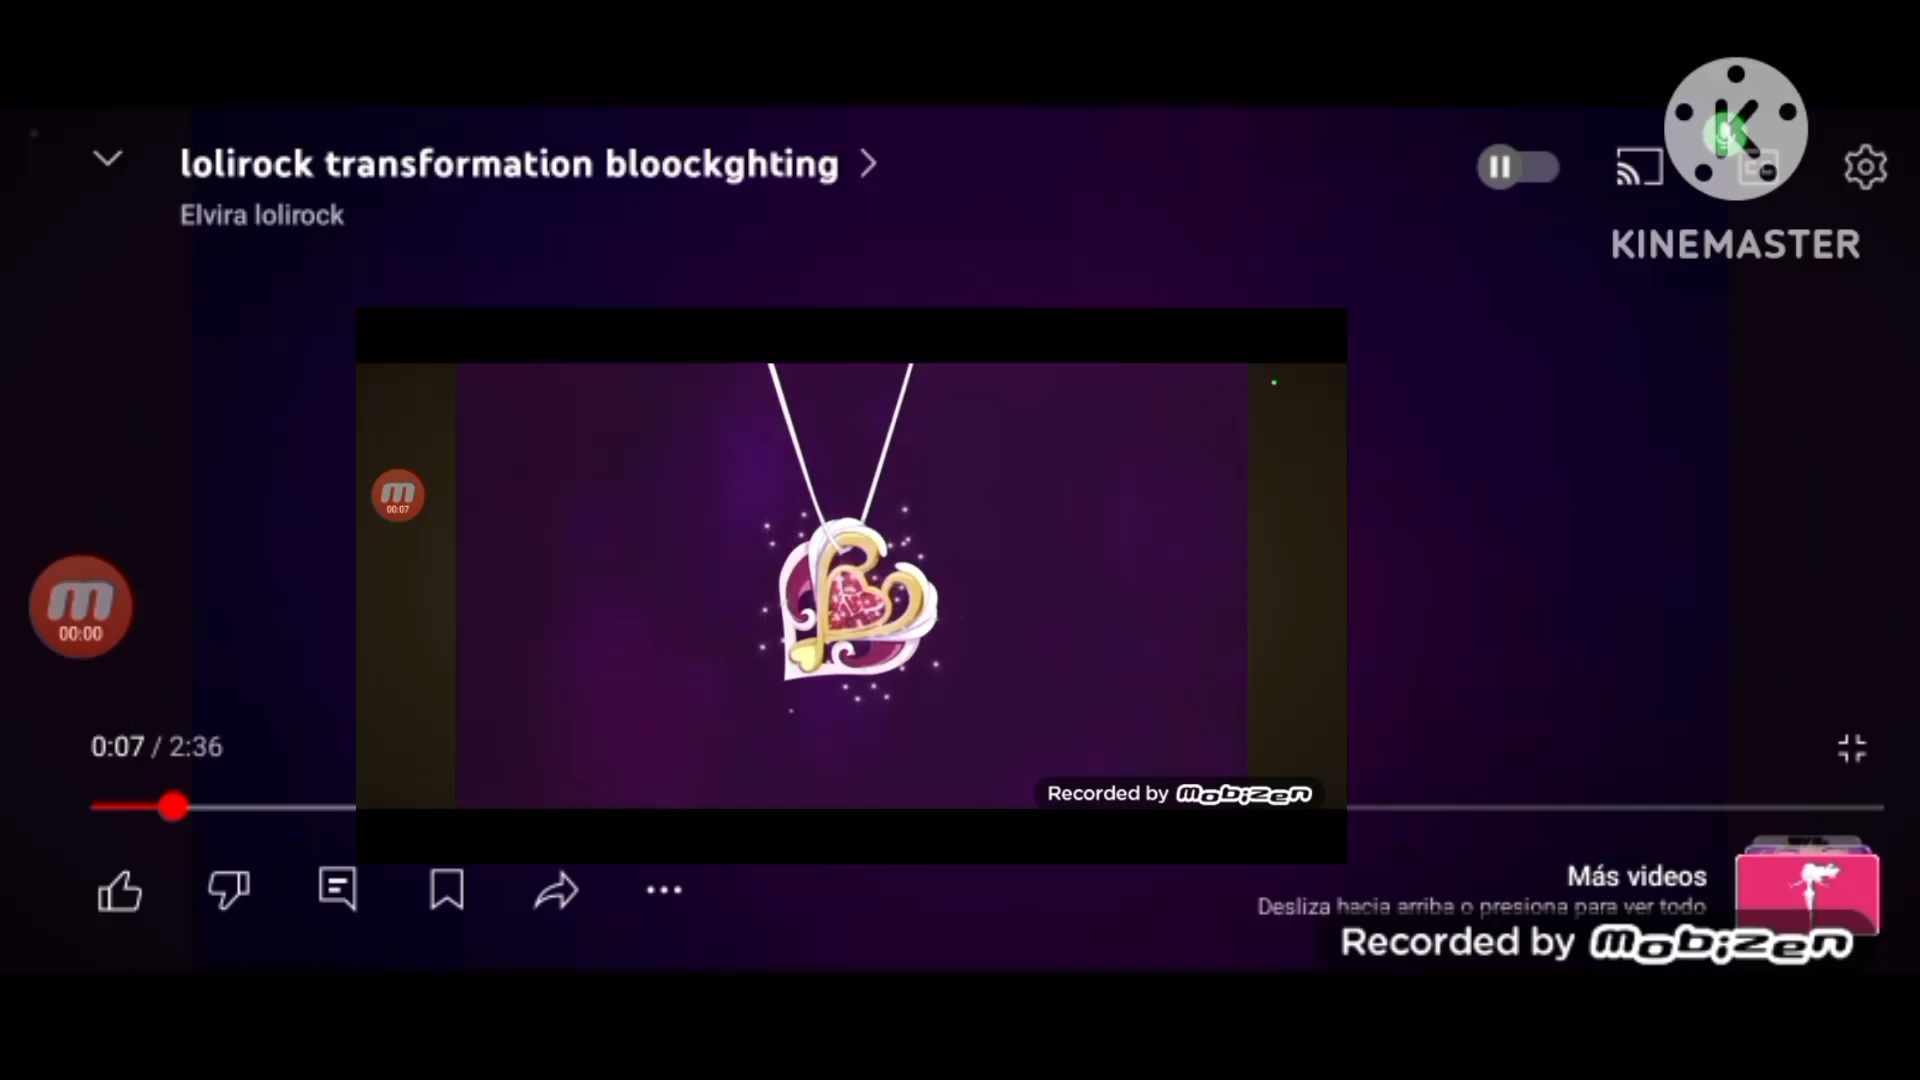 lolirock transformation bloockghting
Elvira lolirock
K
CC
KINEMASTER
m
00:07
m
00:00
0:07 / 2:36
Recorded by mobizen
Más videos
Desliza hacia arriba o presiona para ver todo
Recorded by mobizen